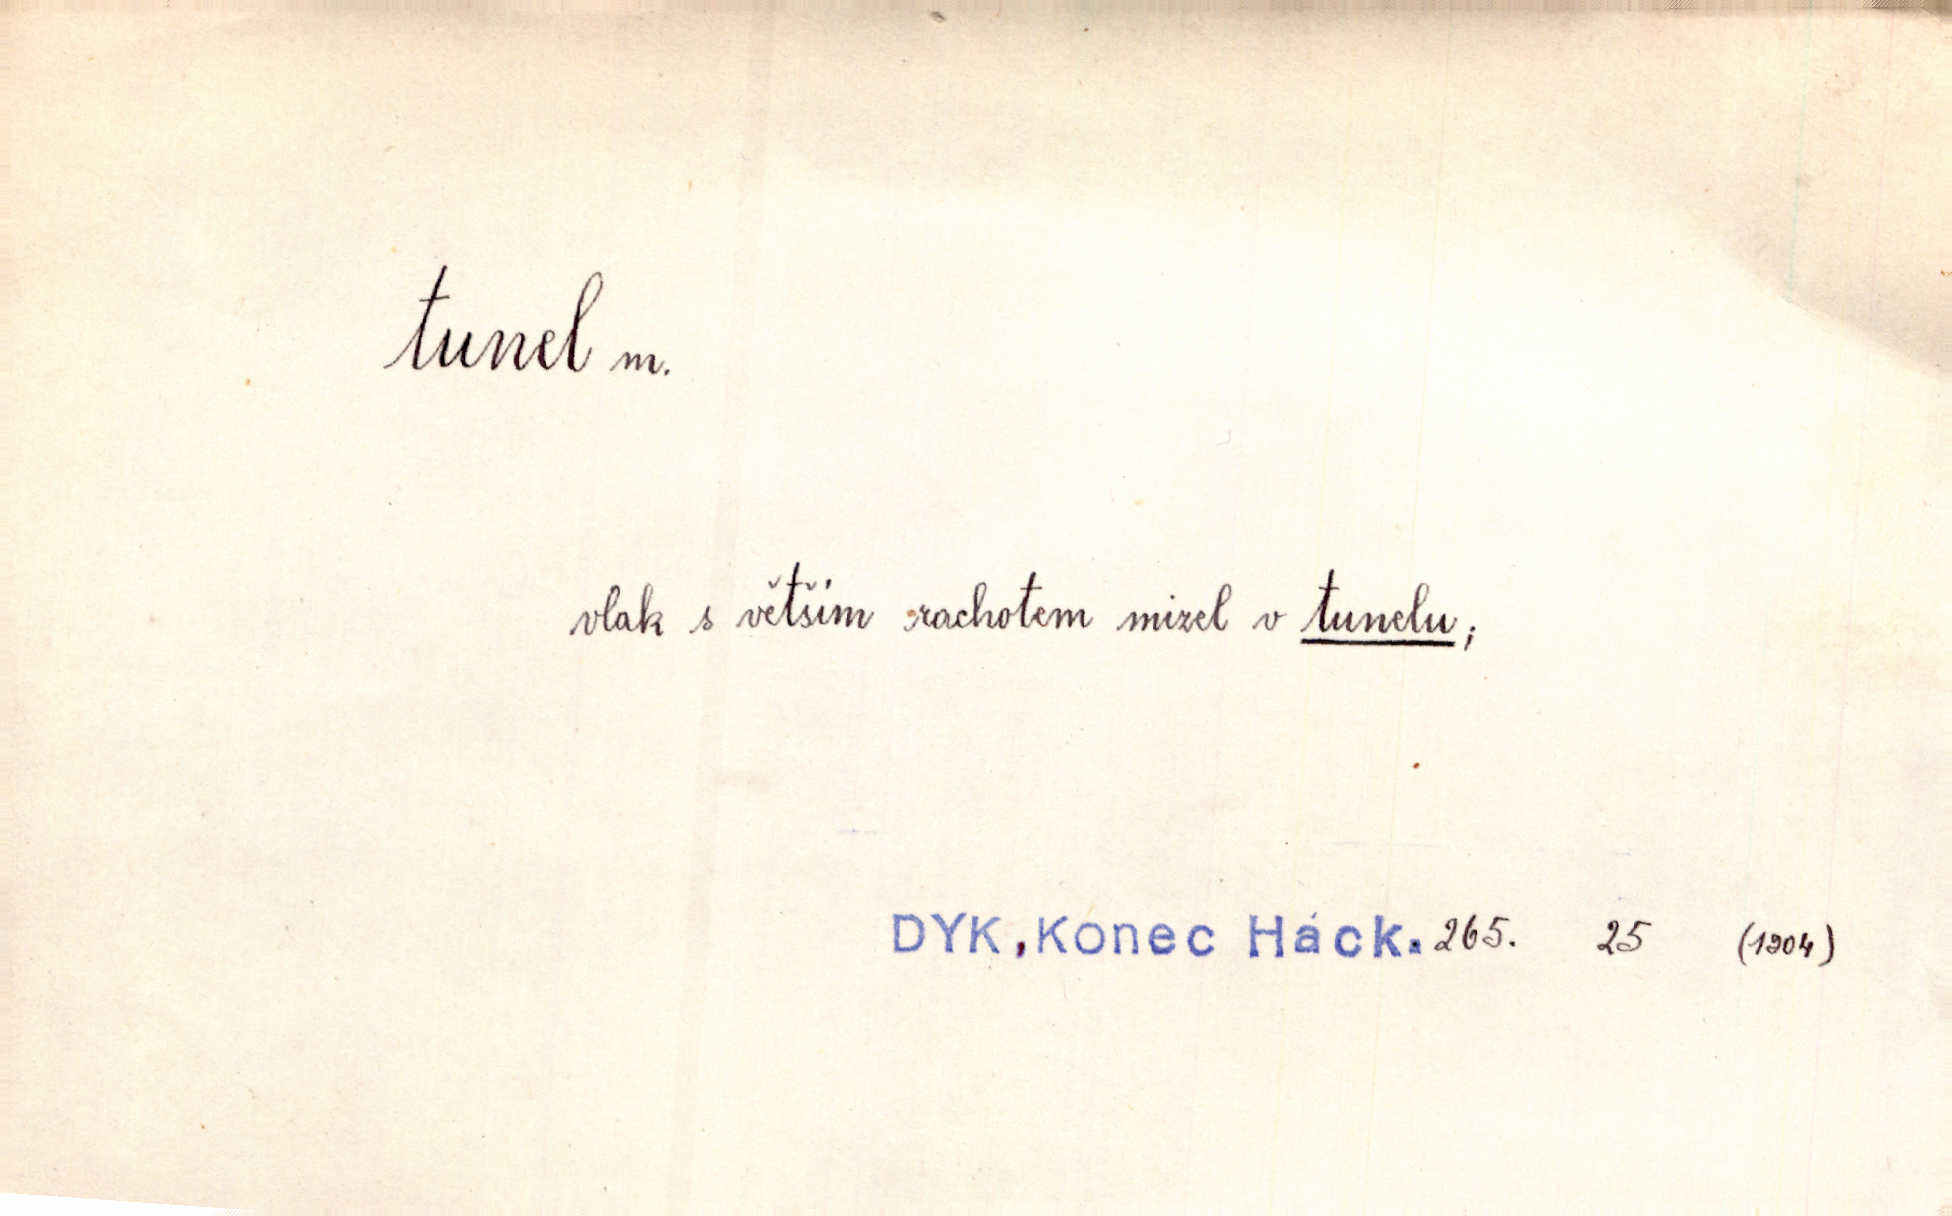 tunel m.
vlak s větším rachotem mizel v tunelu;
DYK, Konec Háck. 265. 25 (1904)